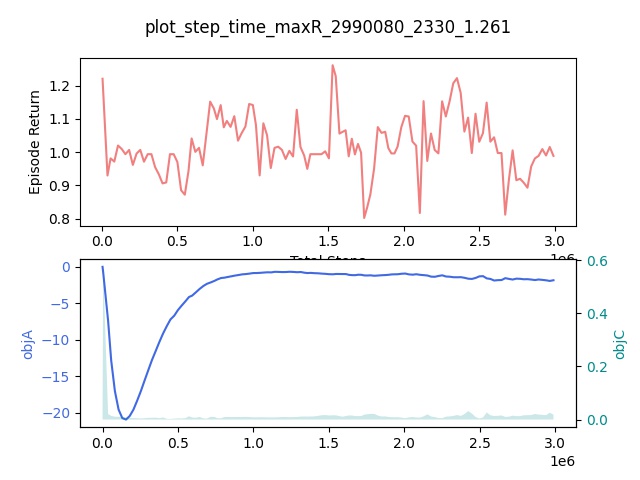 plot_step_time_maxR_2990080_2330_1.261
Episode Return
1.2
1.1
1.0
0.9
0.8
0.0 0.5 1.0 1.5 2.0 2.5 3.0
Total Steps
1e6
objA
0
−5
−10
−15
−20
0.6
0.4
0.2
0.0
objC
0.0 0.5 1.0 1.5 2.0 2.5 3.0
1e6